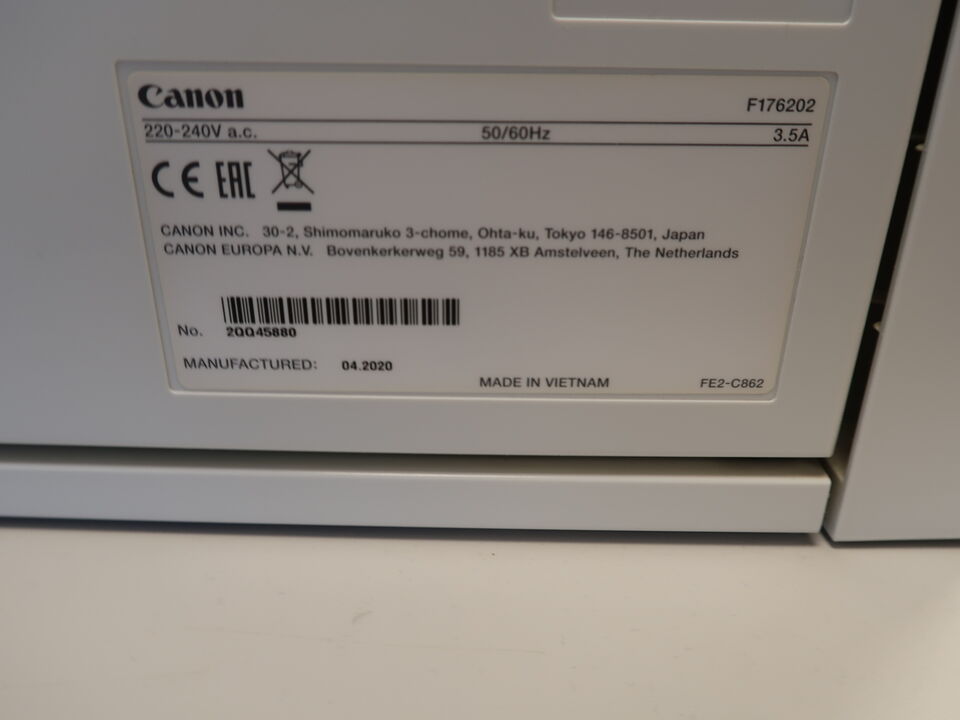 Canon
F176202
220-240V a.c. 50/60Hz 3.5A
CE EAC
CANON INC. 30-2, Shimomaruko 3-chome, Ohta-ku, Tokyo 146-8501, Japan
CANON EUROPA N.V. Bovenkerkerweg 59, 1185 XB Amstelveen, The Netherlands
No. 2QQ45880
MANUFACTURED: 04.2020
MADE IN VIETNAM FE2-C862